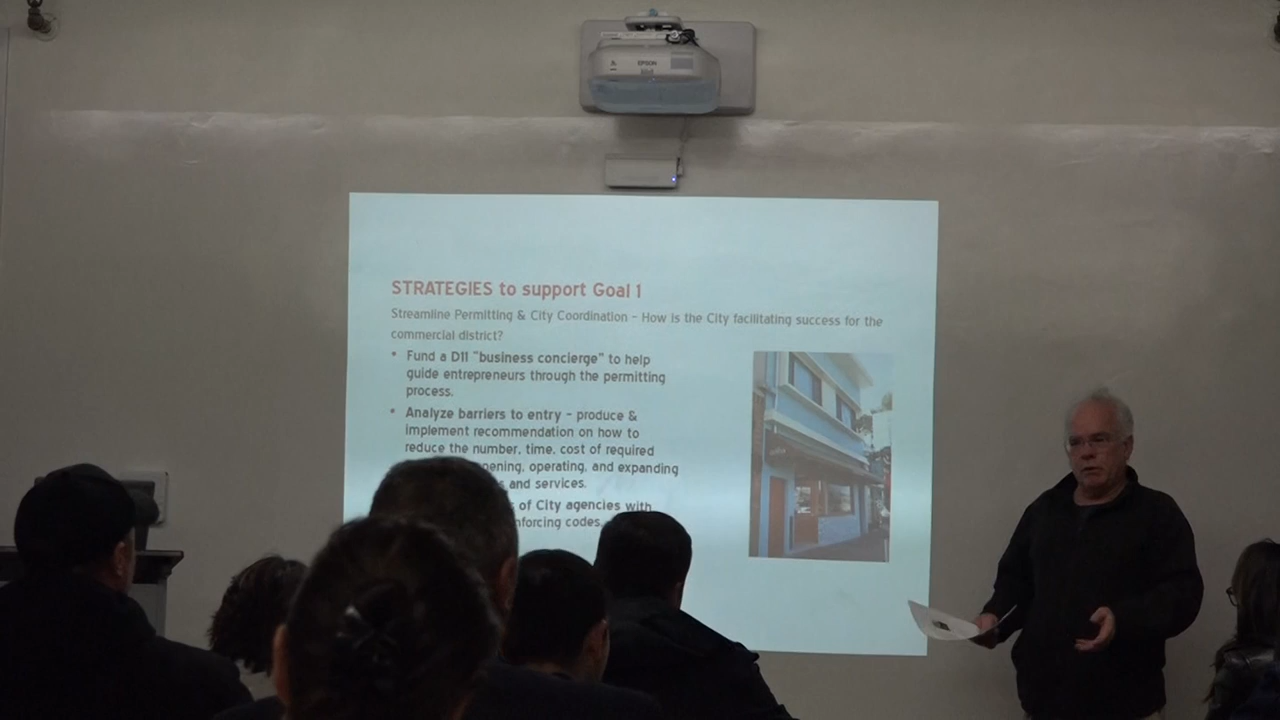 EPSON
STRATEGIES to support Goal 1
Streamline Permitting & City Coordination - How is the City facilitating success for the
commercial district?
• Fund a D11 "business concierge" to help
guide entrepreneurs through the permitting
process.
• Analyze barriers to entry - produce &
implement recommendation on how to
reduce the number, time, cost of required
opening, operating, and expanding
and services.
of City agencies with
enforcing codes.